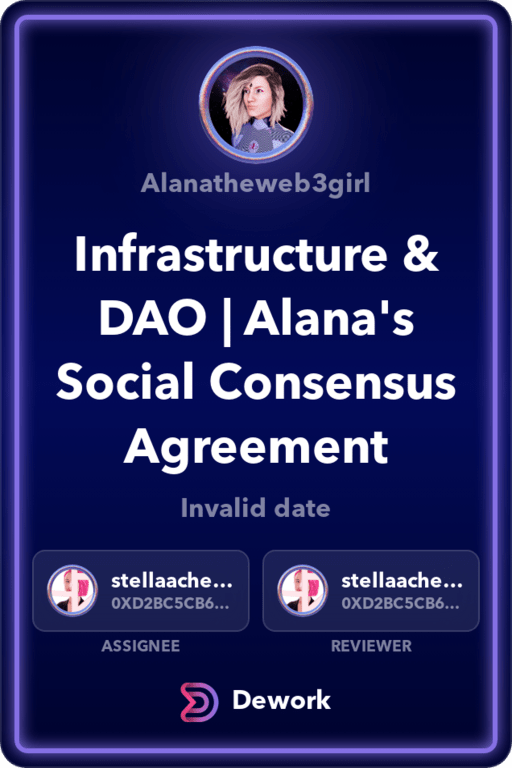 Alanatheweb3girl
Infrastructure &
DAO | Alana's
Social Consensus
Agreement
Invalid date
stellaache...
0XD2BC5CB6...
ASSIGNEE
stellaache...
0XD2BC5CB6...
REVIEWER
Dework